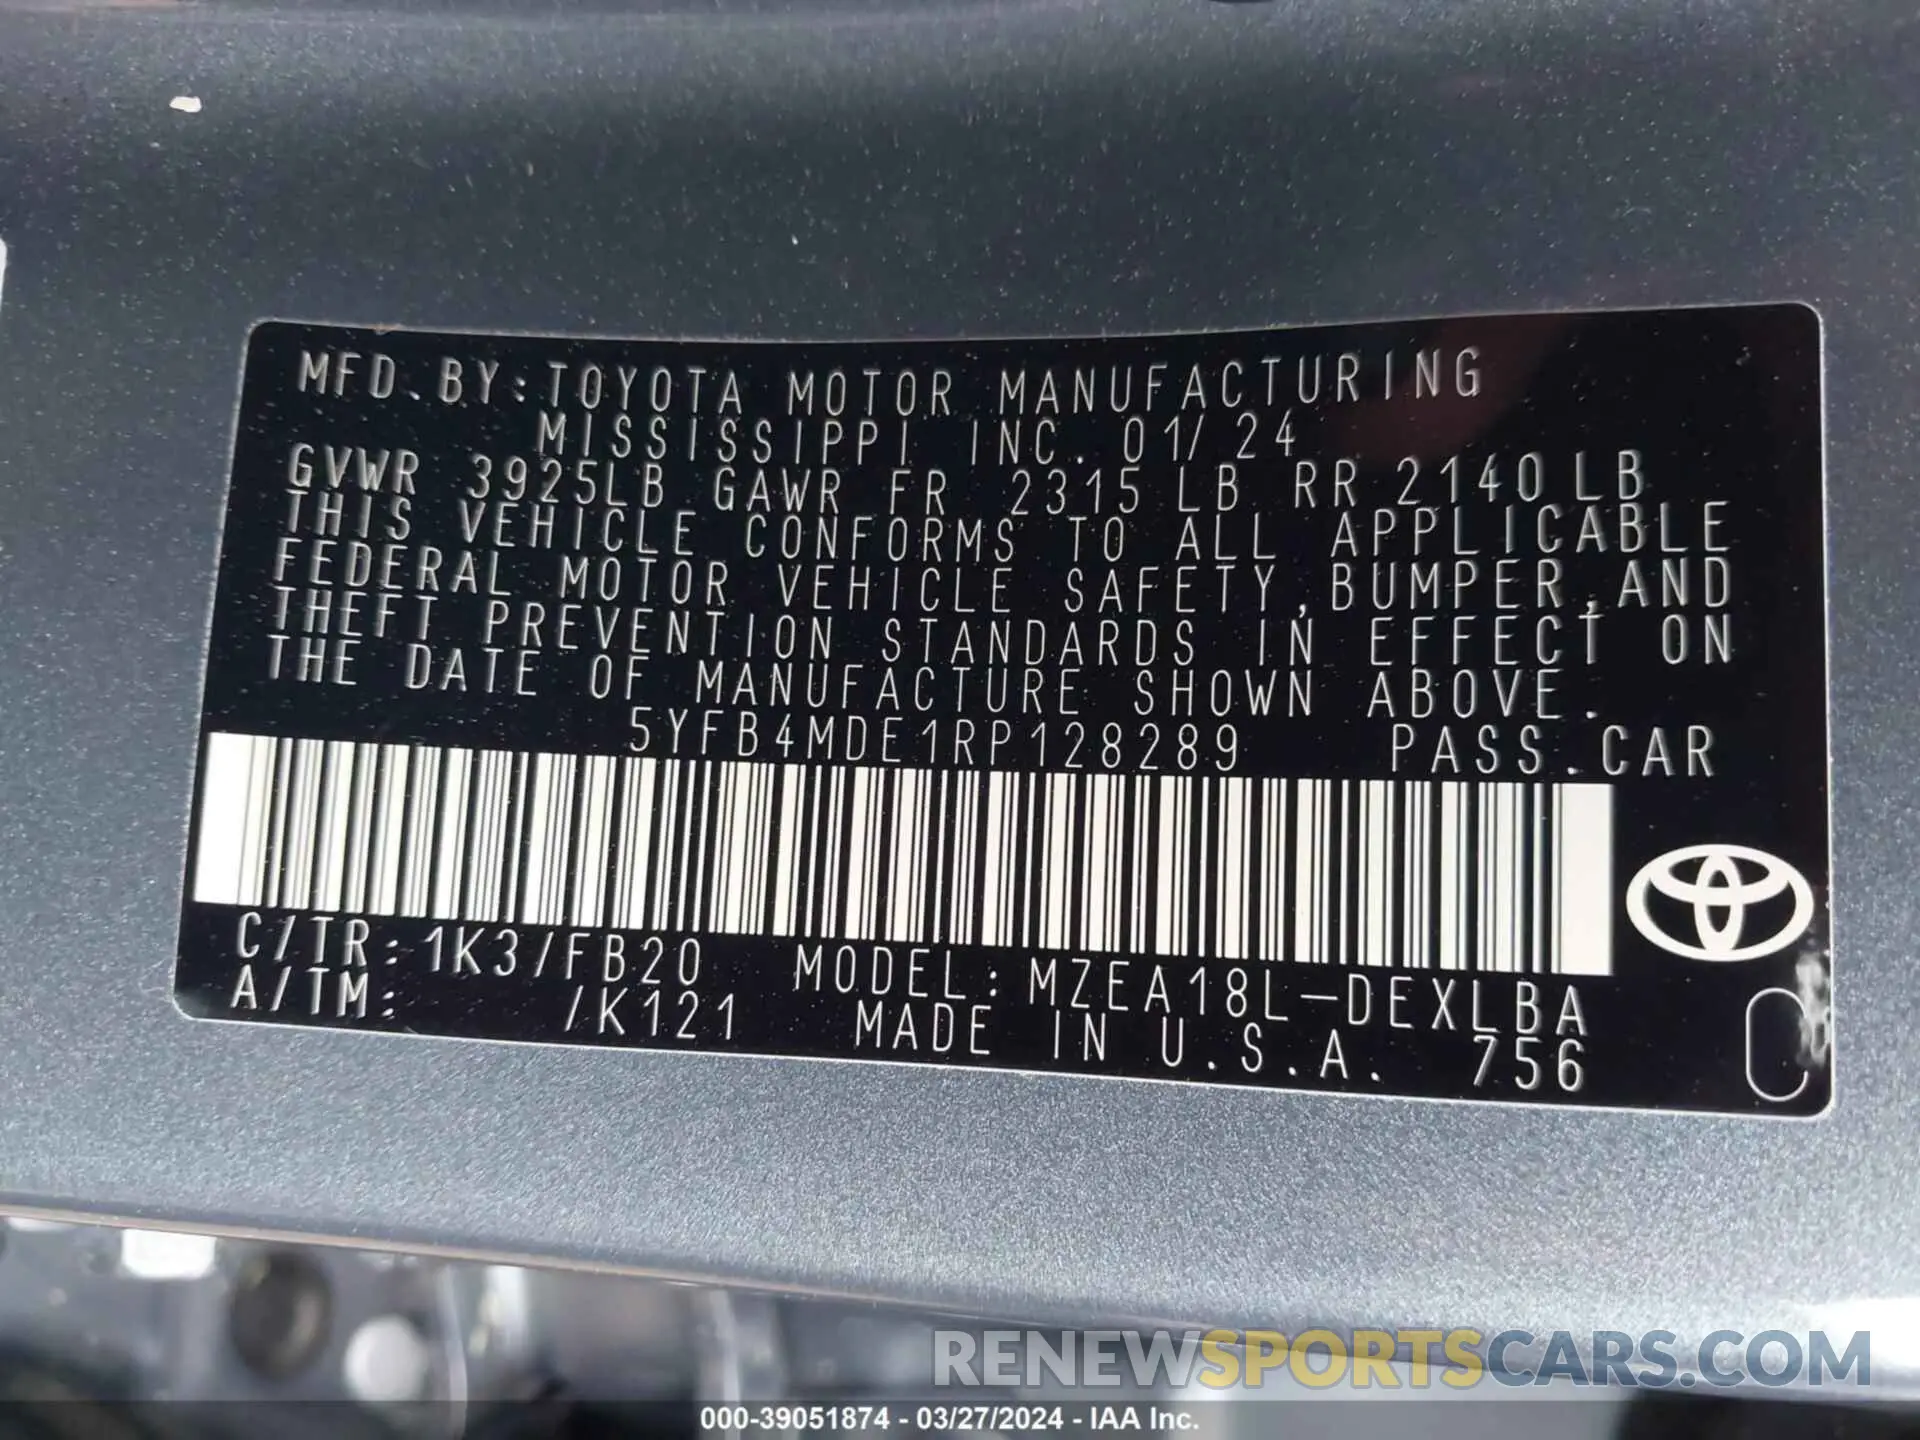 MFD.BY:TOYOTA MOTOR MANUFACTURING
MISSISSIPPI INC. 01/24
GVWR 3925LB GAWR FR 2315LB RR 2140LB
THIS VEHICLE CONFORMS TO ALL APPLICABLE
FEDERAL MOTOR VEHICLE SAFETY,BUMPER,AND
THEFT PREVENTION STANDARDS IN EFFECT ON
THE DATE OF MANUFACTURE SHOWN ABOVE.
5YFB4MDE1RP128289 PASS.CAR
C/TR:1K3/FB20 MODEL:MZEA18L-DEXLBA
A/TM: /K121 MADE IN U.S.A. 756
RENEWSPORTSCARS.COM
000-39051874 - 03/27/2024 - IAA Inc.